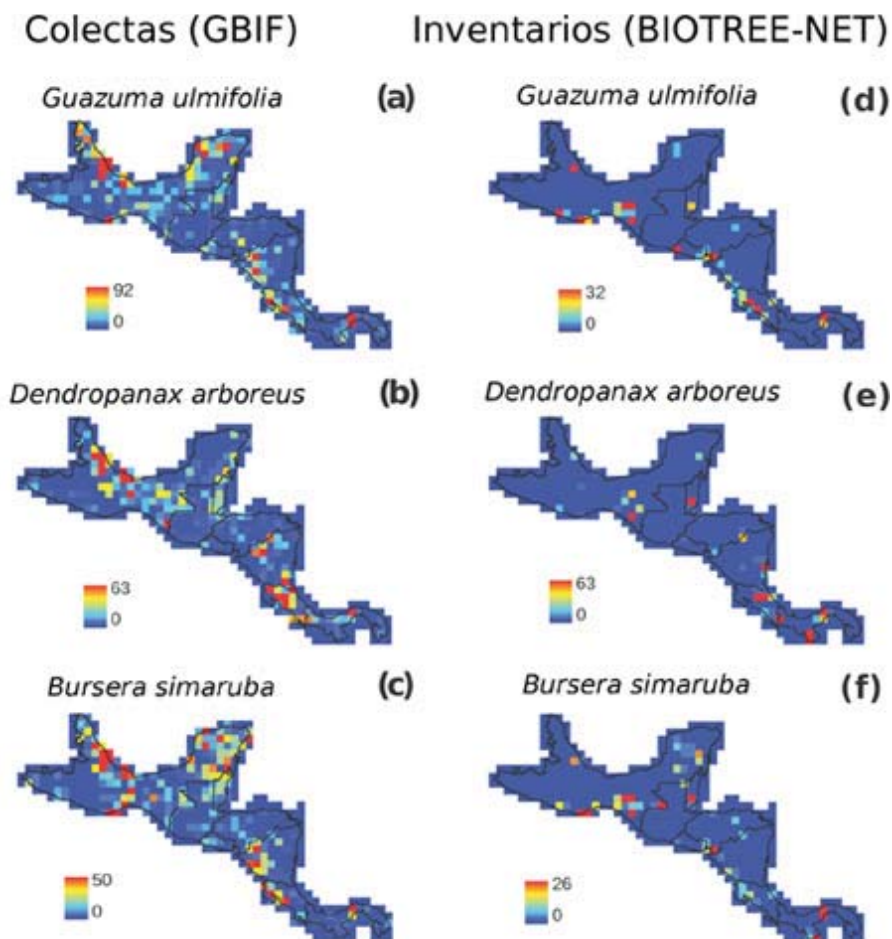 Colectas (GBIF)
Inventarios (BIOTREE-NET)
Guazuma ulmifolia
(a)
92
0
Guazuma ulmifolia
(d)
32
0
Dendropanax arboreus
(b)
63
0
Dendropanax arboreus
(e)
63
0
Bursera simaruba
(c)
50
0
Bursera simaruba
(f)
26
0